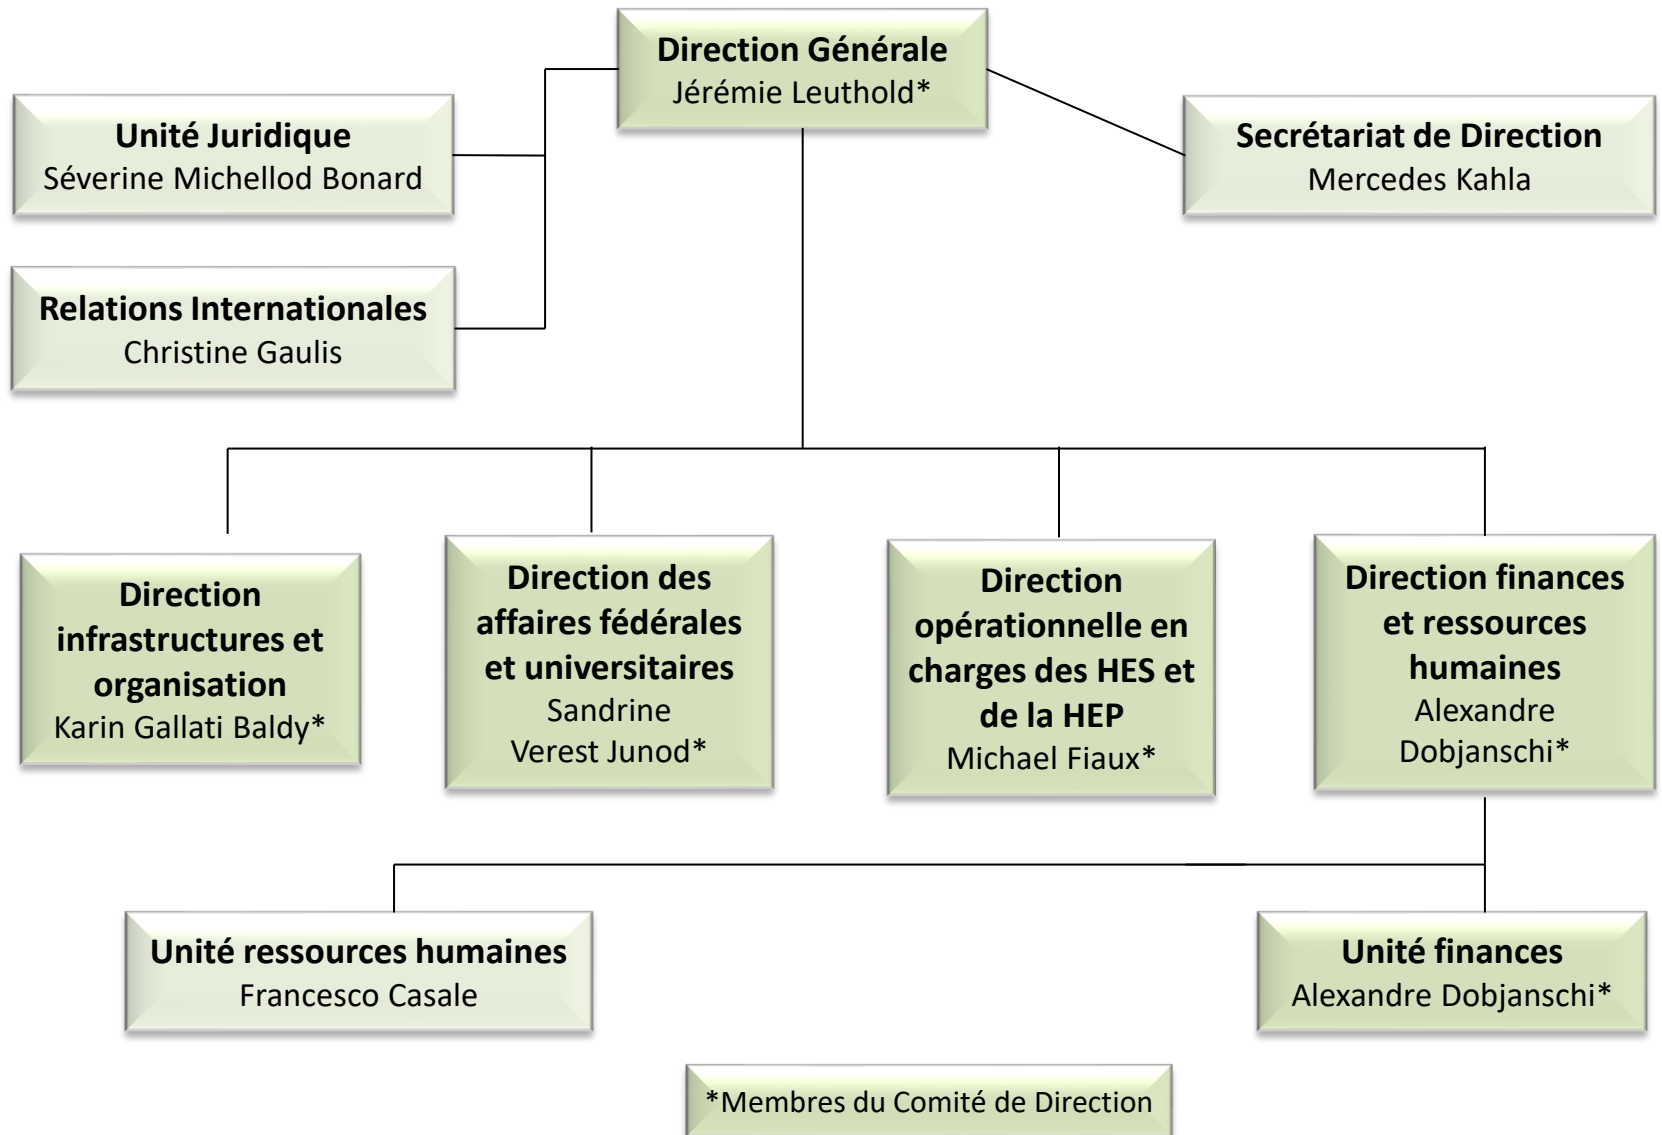 Direction Générale
Jérémie Leuthold*
Unité Juridique
Séverine Michellod Bonard
Secrétariat de Direction
Mercedes Kahla
Relations Internationales
Christine Gaulis
Direction
infrastructures et
organisation
Karin Gallati Baldy*
Direction des
affaires fédérales
et universitaires
Sandrine
Verest Junod*
Direction
opérationnelle en
charges des HES et
de la HEP
Michael Fiaux*
Direction finances
et ressources
humaines
Alexandre
Dobjanschi*
Unité ressources humaines
Francesco Casale
Unité finances
Alexandre Dobjanschi*
*Membres du Comité de Direction